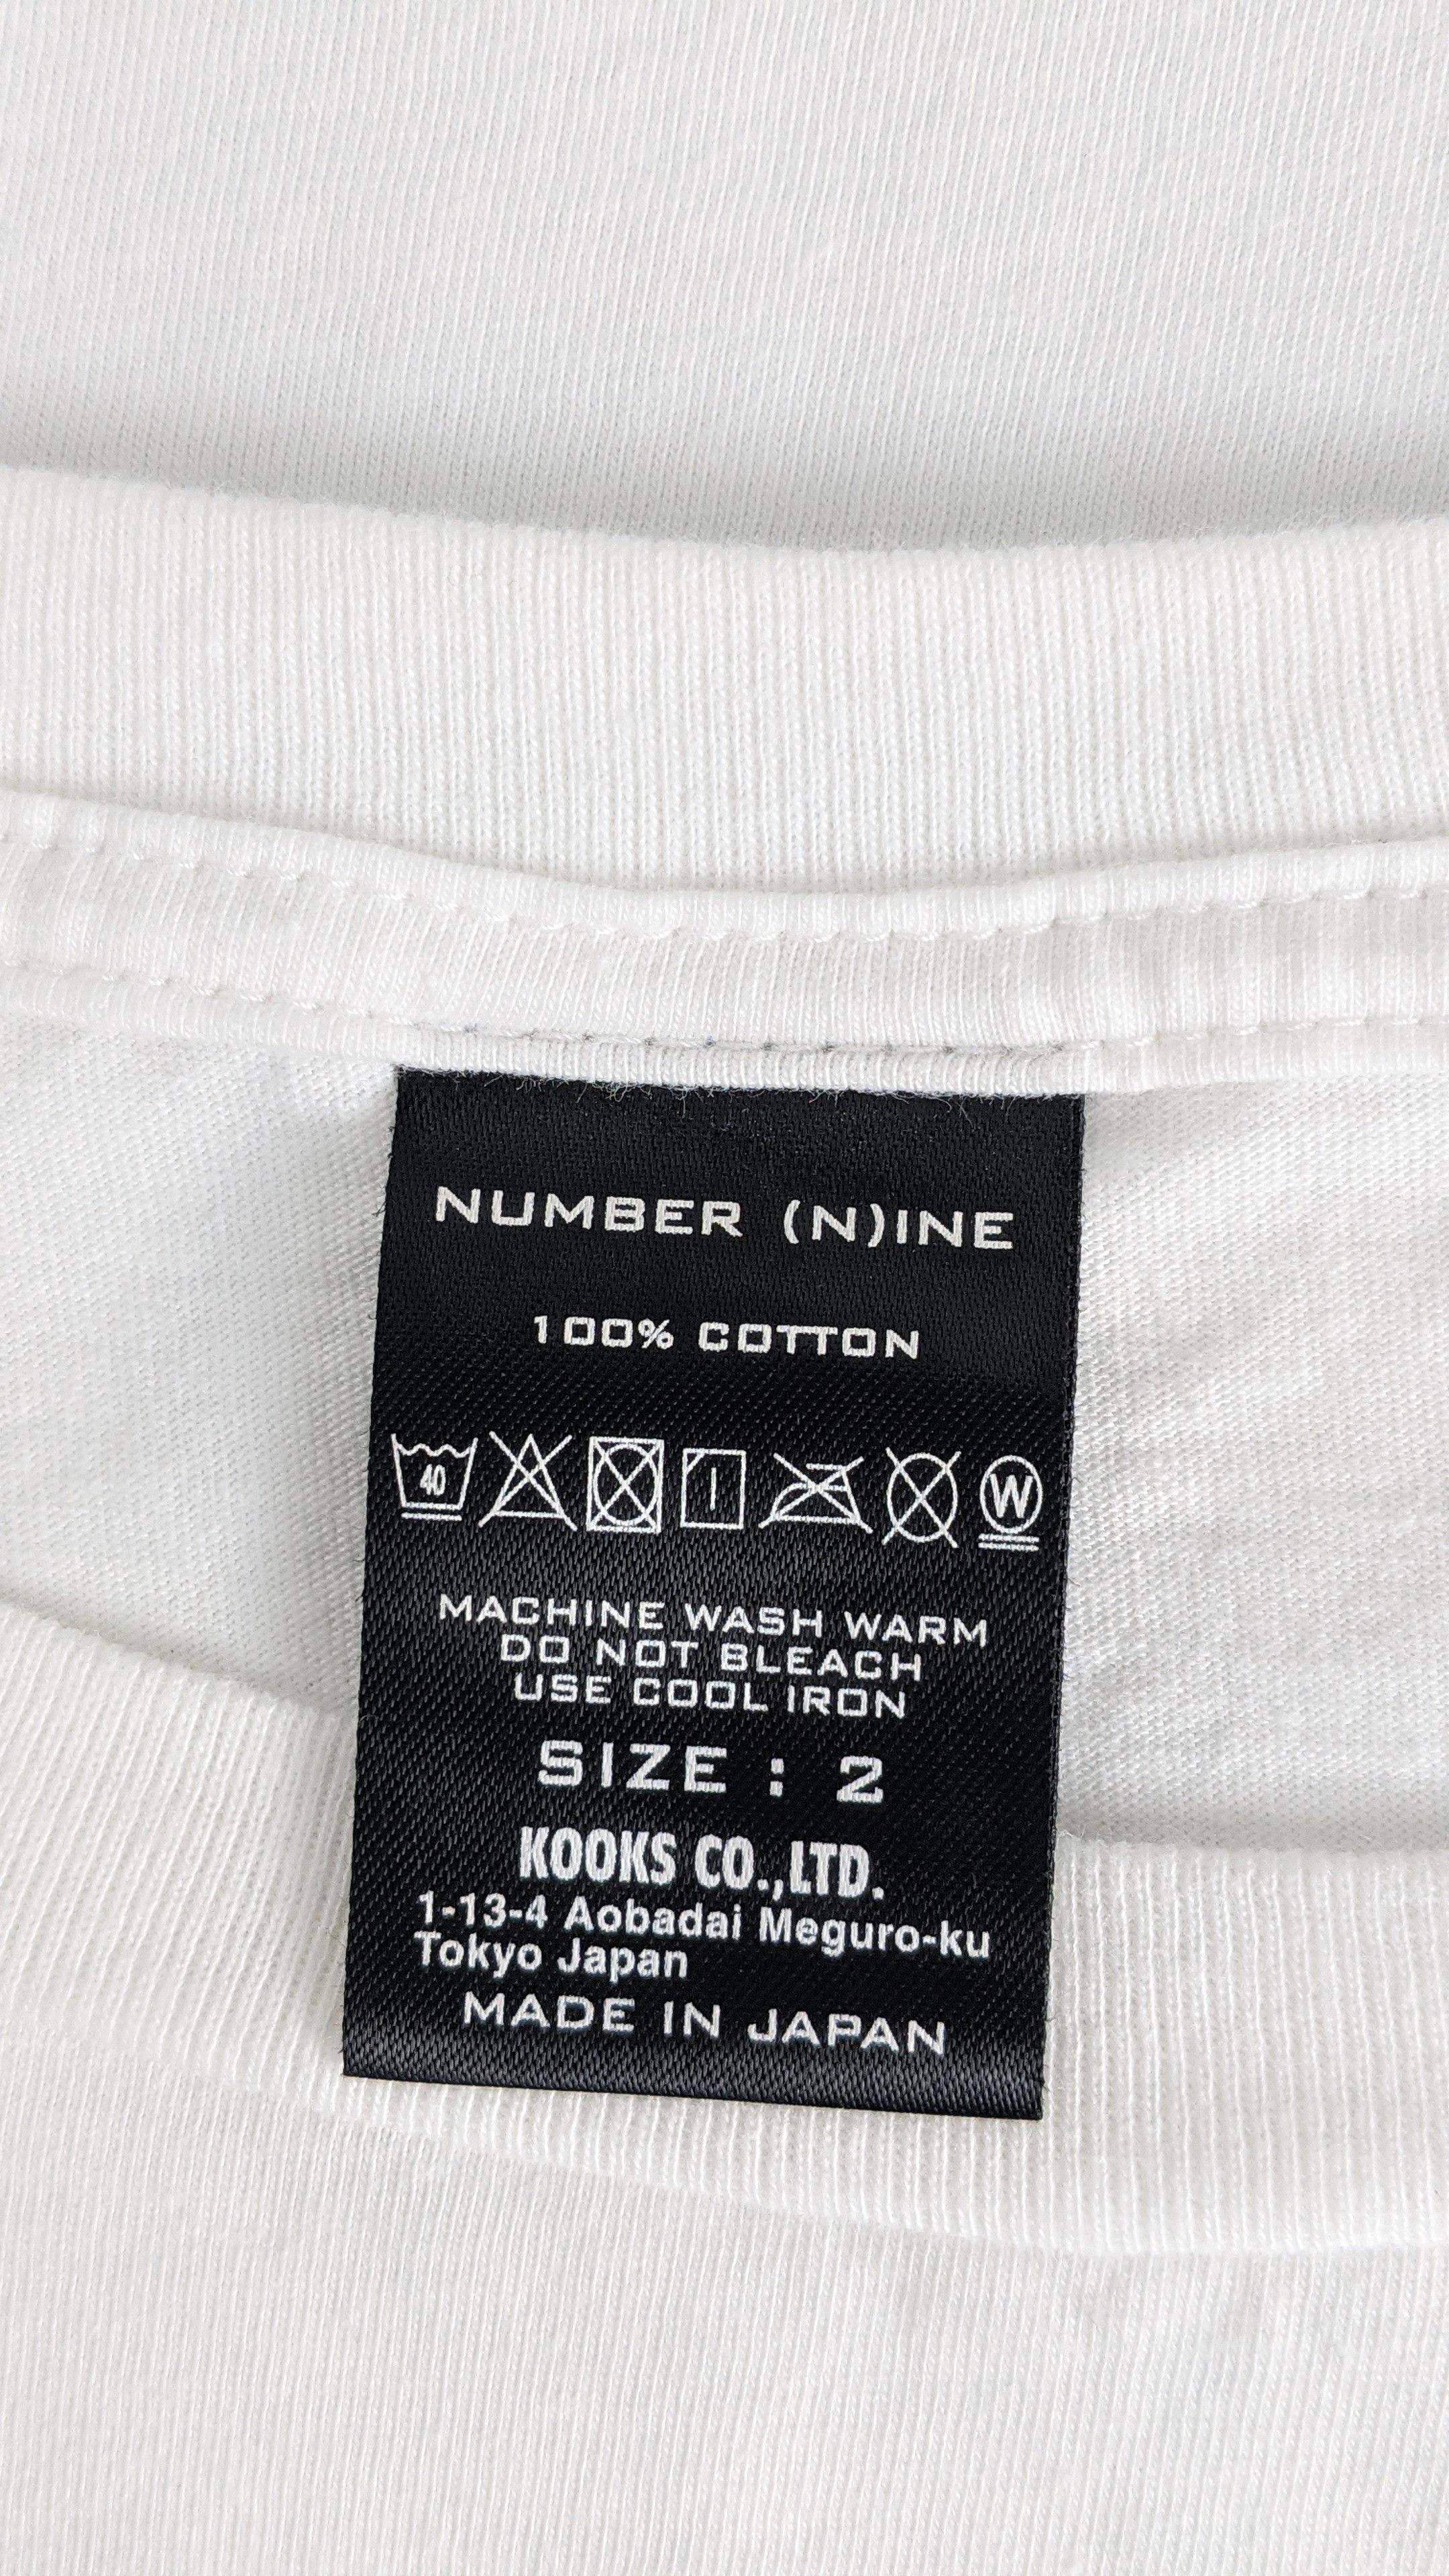 NUMBER (N)INE
100% COTTON
40 W
MACHINE WASH WARM
DO NOT BLEACH
USE COOL IRON
SIZE : 2
KOOKS CO.,LTD.
1-13-4 Aobadai Meguro-ku
Tokyo Japan
MADE IN JAPAN